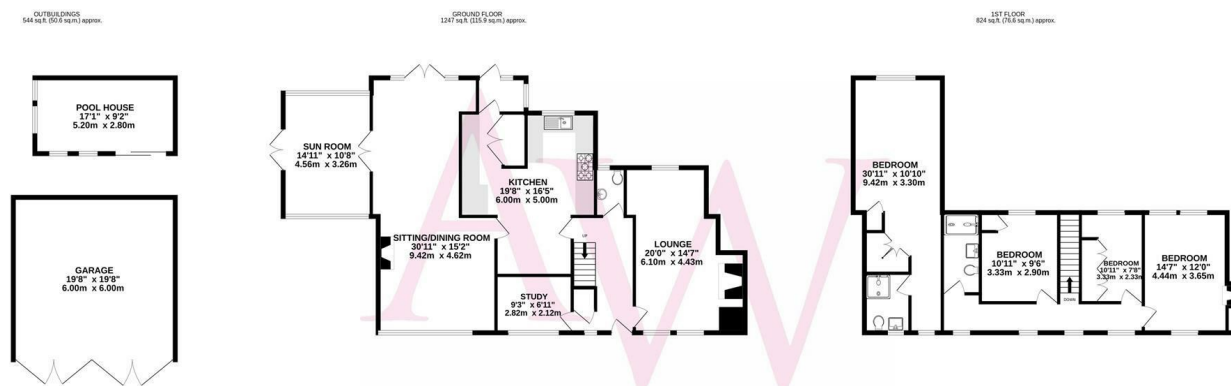 OUTBUILDINGS
544 sq.ft. (50.6 sq.m.) approx.
GROUND FLOOR
1247 sq.ft. (115.9 sq.m.) approx.
1ST FLOOR
824 sq.ft. (76.6 sq.m.) approx.
POOL HOUSE
17'1" x 9'2"
5.20m x 2.80m
GARAGE
19'8" x 19'8"
6.00m x 6.00m
SUN ROOM
14'11" x 10'8"
4.56m x 3.26m
KITCHEN
19'8" x 16'5"
6.00m x 5.00m
SITTING/DINING ROOM
30'11" x 15'2"
9.42m x 4.62m
UP
LOUNGE
20'0" x 14'7"
6.10m x 4.43m
STUDY
9'3" x 6'11"
2.82m x 2.12m
AW
BEDROOM
30'11" x 10'10"
9.42m x 3.30m
BEDROOM
10'11" x 9'6"
3.33m x 2.90m
DOWN
BEDROOM
10'11" x 7'8"
3.33m x 2.33m
BEDROOM
14'7" x 12'0"
4.44m x 3.65m